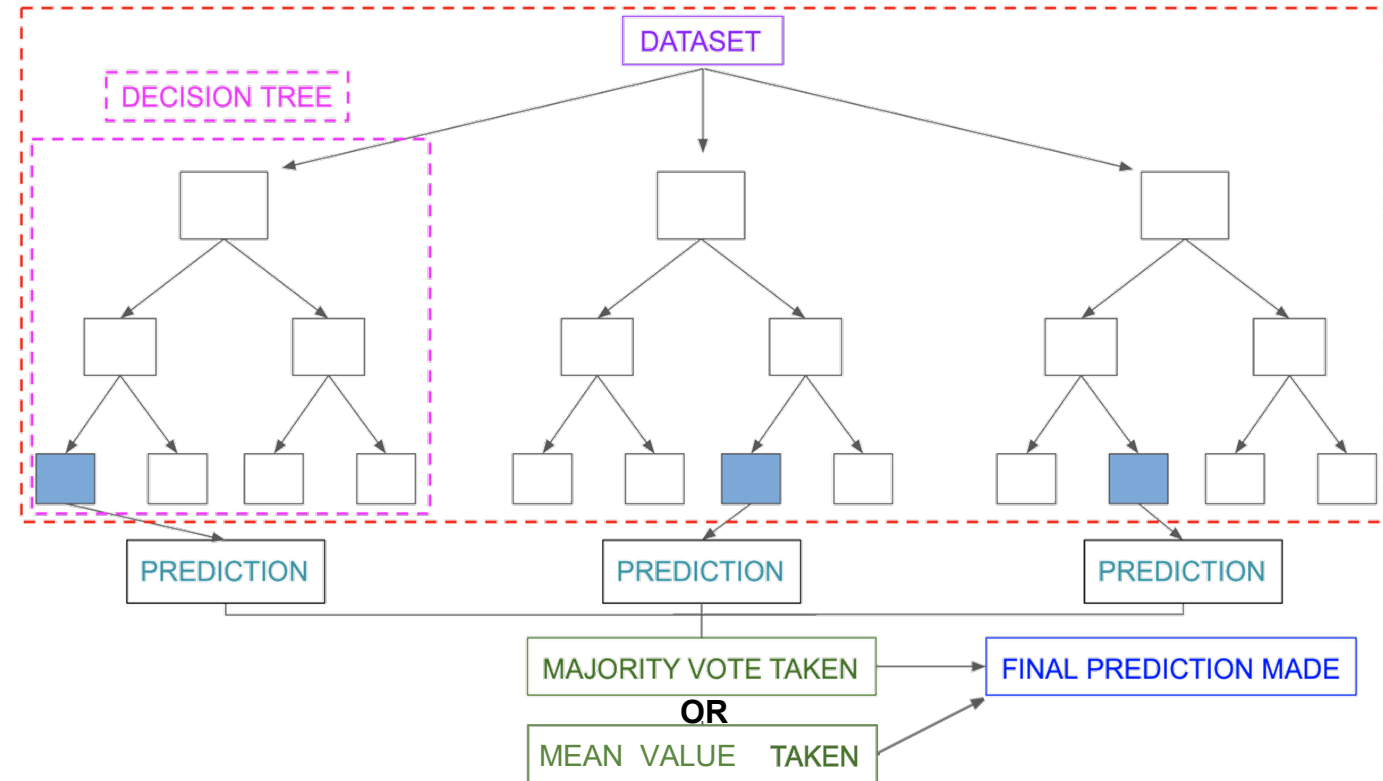 DATASET
DECISION TREE
PREDICTION
PREDICTION
PREDICTION
MAJORITY VOTE TAKEN
FINAL PREDICTION MADE
OR
MEAN VALUE TAKEN